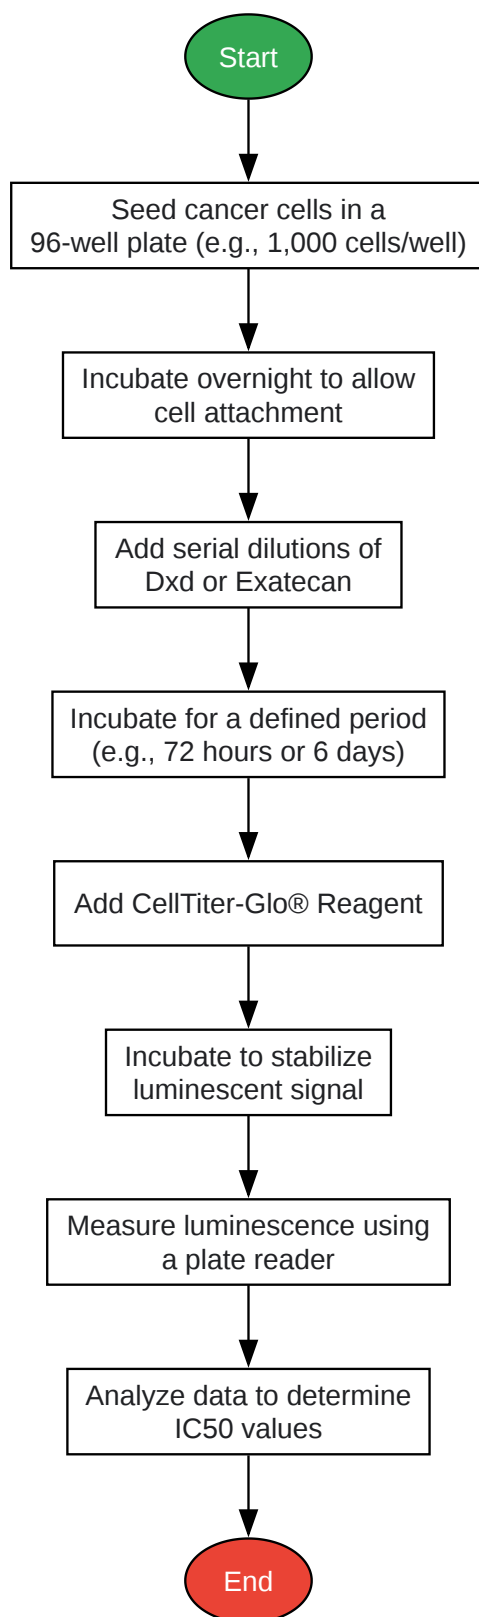 Start
Seed cancer cells in a
96-well plate (e.g., 1,000 cells/well)
Incubate overnight to allow
cell attachment
Add serial dilutions of
Dxd or Exatecan
Incubate for a defined period
(e.g., 72 hours or 6 days)
Add CellTiter-Glo® Reagent
Incubate to stabilize
luminescent signal
Measure luminescence using
a plate reader
Analyze data to determine
IC50 values
End